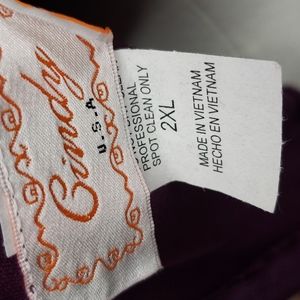 Cindy
U.S.A
PROFESSIONAL
SPOT CLEAN ONLY
2XL
MADE IN VIETNAM
HECHO EN VIETNAM